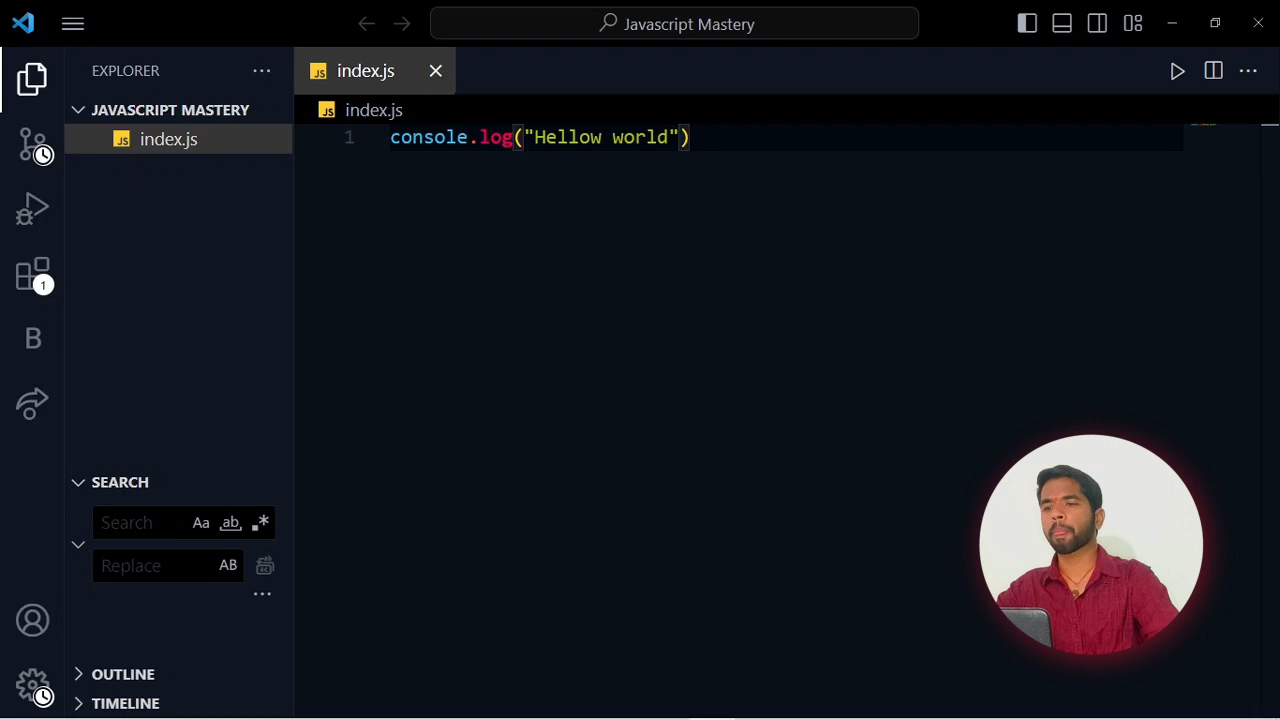 Javascript Mastery
EXPLORER
index.js
JAVASCRIPT MASTERY
index.js
index.js
1 console.log("Hellow world")
1
B
SEARCH
Search Aa ab
Replace AB
OUTLINE
TIMELINE